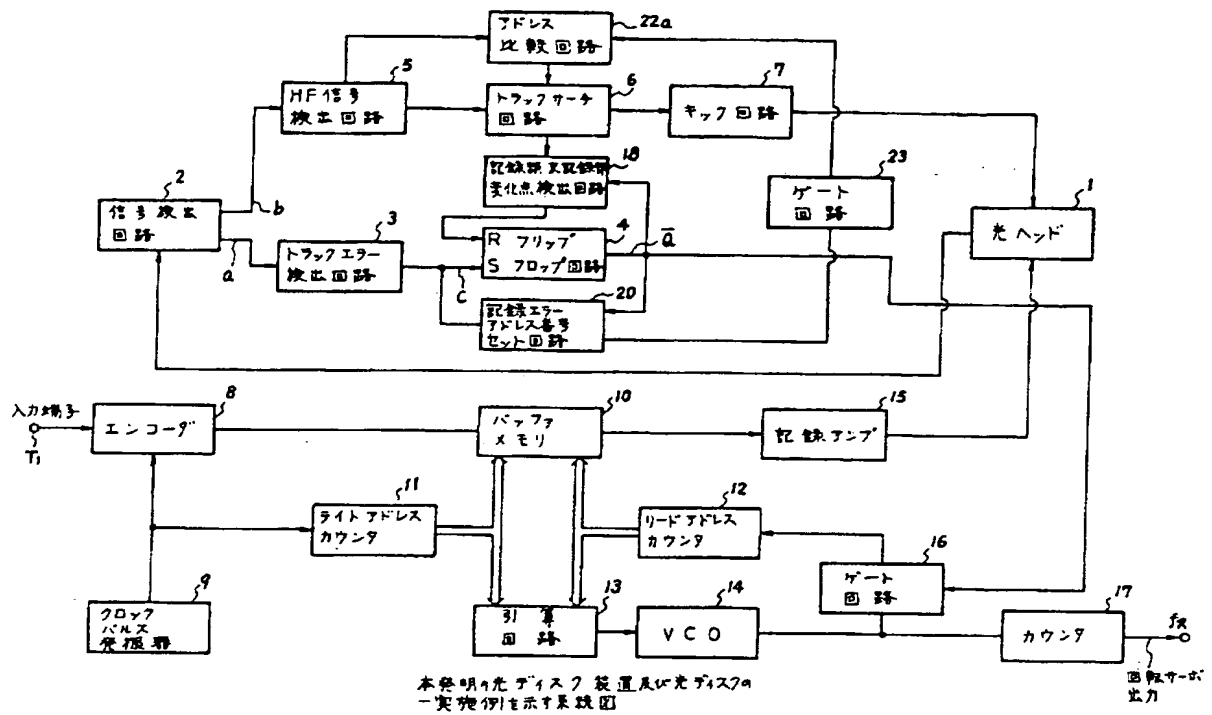 アドレス
比較回路
22a
HF信号
検出回路
5
トラックサーチ
回路
6
キック回路
7
記録部未記録部
変化点検出回路
18
ゲート
回路
23
信号検出
回路
2
b
a
トラックエラー
検出回路
3
R フリップ
S フロップ回路
4
C
光ヘッド
1
記録エラー
アドレス番号
セット回路
20
入力端子
T1
エンコーダ
8
バッファ
メモリ
10
記録アンプ
15
ライトアドレス
カウンタ
11
リードアドレス
カウンタ
12
ゲート
回路
16
クロック
パルス
発振器
9
引算
回路
13
VCO
14
カウンタ
17
回転サーボ
出力
本発明の光ディスク装置及び光ディスクの
一実施例を示す系統図